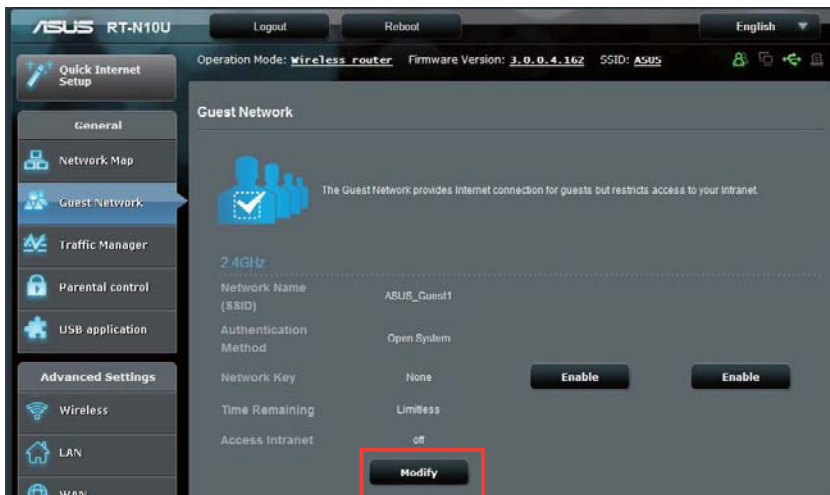 ASUS RT-N10U Logout Reboot English
Operation Mode: Wireless router Firmware Version: 3.0.0.4.162 SSID: ASUS
Quick Internet Setup
General
Network Map
Guest Network
Traffic Manager
Parental control
USB application
Advanced Settings
Wireless
LAN
WAN
Guest Network
The Guest Network provides Internet connection for guests but restricts access to your Intranet.
2.4GHz
Network Name (SSID) ASUS_Guest1
Authentication Method Open System
Network Key None Enable Enable
Time Remaining Limitless
Access Intranet off
Modify